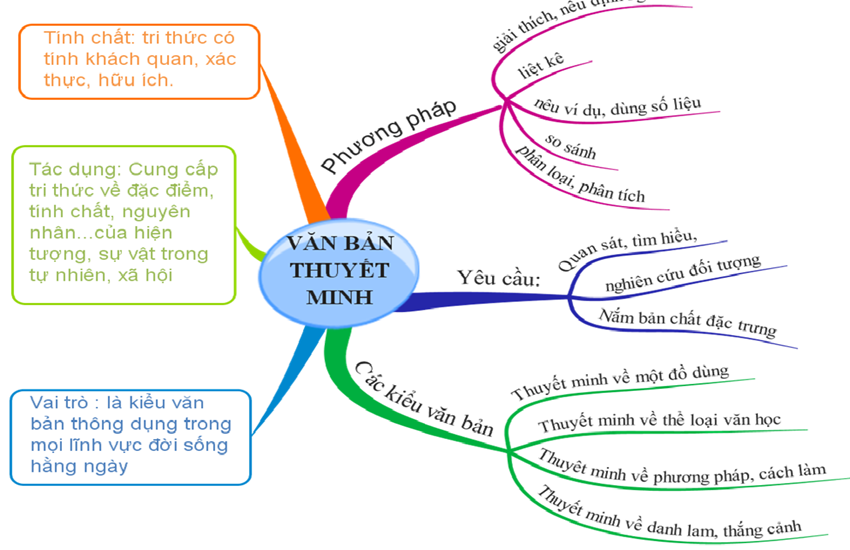 Tính chất: tri thức có
tính khách quan, xác
thực, hữu ích.
Tác dụng: Cung cấp
tri thức về đặc điểm,
tính chất, nguyên
nhân...của hiện
tượng, sự vật trong
tự nhiên, xã hội
Vai trò : là kiểu văn
bản thông dụng trong
mọi lĩnh vực đời sống
hằng ngày
VĂN BẢN
THUYẾT
MINH
Phương pháp
giải thích, nêu định
liệt kê
nêu ví dụ, dùng số liệu
so sánh
phân loại, phân tích
Yêu cầu:
Quan sát, tìm hiểu,
nghiên cứu đối tượng
Nắm bản chất đặc trưng
Các kiểu văn bản
Thuyết minh về một đồ dùng
Thuyết minh về thể loại văn học
Thuyết minh về phương pháp, cách làm
Thuyết minh về danh lam, thắng cảnh